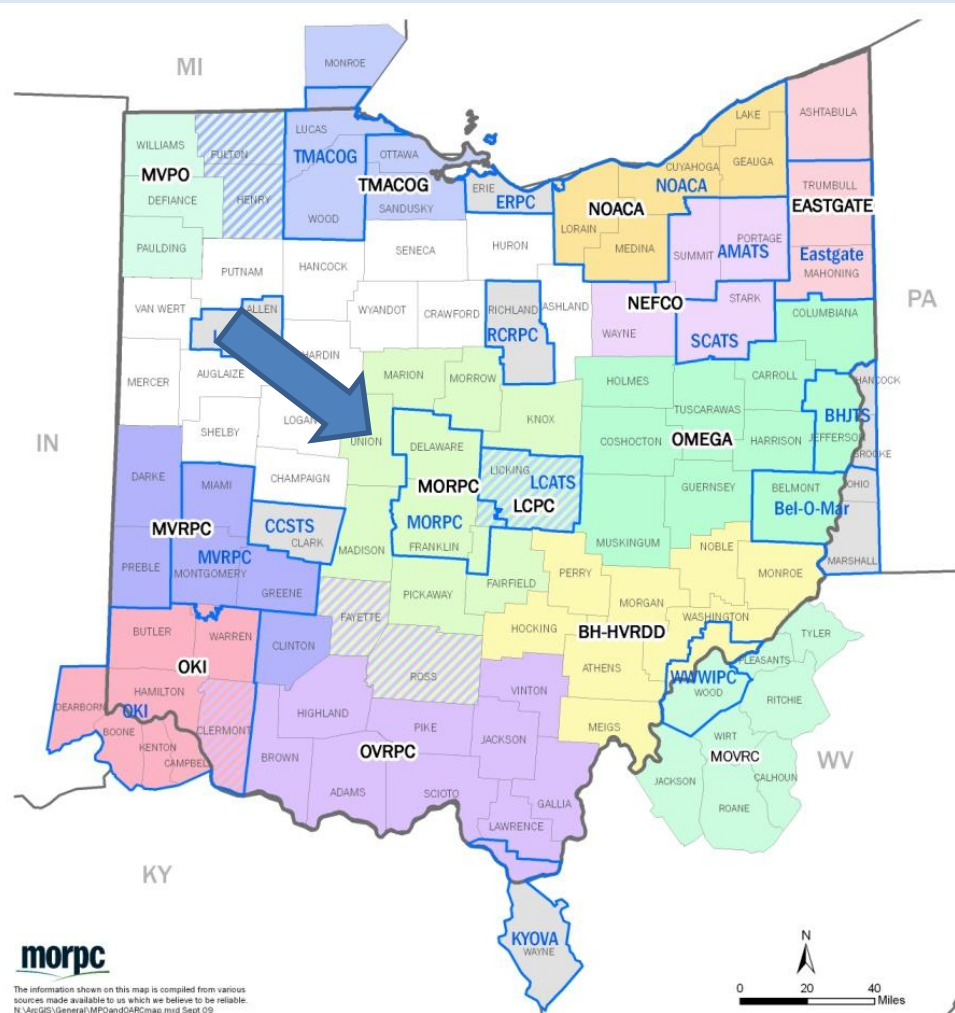 MI
MONROE
ASHTABULA
LAKE
WILLIAMS
FULTON
LUCAS
OTTAWA
CUYAHOGA
GEAUGA
MVPO
TMACOG
TMACOG
ERIE
NOACA
TRUMBULL
DEFIANCE
HENRY
WOOD
SANDUSKY
ERPC
NOACA
EASTGATE
LORAIN
MEDINA
SUMMIT
AMATS
PORTAGE
Eastgate
MAHONING
PAULDING
PUTNAM
HANCOCK
SENECA
HURON
PA
VAN WERT
ALLEN
WYANDOT
CRAWFORD
RICHLAND
ASHLAND
NEFCO
STARK
COLUMBIANA
RCRPC
WAYNE
SCATS
MERCER
AUGLAIZE
HARDIN
MARION
MORROW
HOLMES
CARROLL
HANCOCK
IN
SHELBY
LOGAN
UNION
DELAWARE
KNOX
COSHOCTON
TUSCARAWAS
OMEGA
HARRISON
BHJTS
JEFFERSON
BROOKE
DARKE
MIAMI
CHAMPAIGN
MORPC
LICKING
LCATS
LCPC
GUERNSEY
BELMONT
OHIO
Bel-O-Mar
MVRPC
CCSTS
CLARK
MORPC
MADISON
FRANKLIN
MUSKINGUM
NOBLE
MARSHALL
PREBLE
MVRPC
MONTGOMERY
GREENE
FAIRFIELD
PERRY
MONROE
PICKAWAY
MORGAN
WASHINGTON
BUTLER
WARREN
CLINTON
FAYETTE
HOCKING
BH-HVRDD
TYLER
OKI
ROSS
ATHENS
WWWIPC
PLEASANTS
WOOD
RITCHIE
DEARBORN
HAMILTON
OKI
CLERMONT
HIGHLAND
PIKE
VINTON
MEIGS
WIRT
MOVRC
WV
BOONE
KENTON
CAMPBELL
BROWN
OVRPC
JACKSON
JACKSON
CALHOUN
ADAMS
SCIOTO
GALLIA
ROANE
LAWRENCE
KY
KYOVA
WAYNE
N
morpc
The information shown on this map is compiled from various
sources made available to us which we believe to be reliable.
N:\ArcGIS\General\MPOandOARCmap.mxd Sept 09
0 20 40
Miles